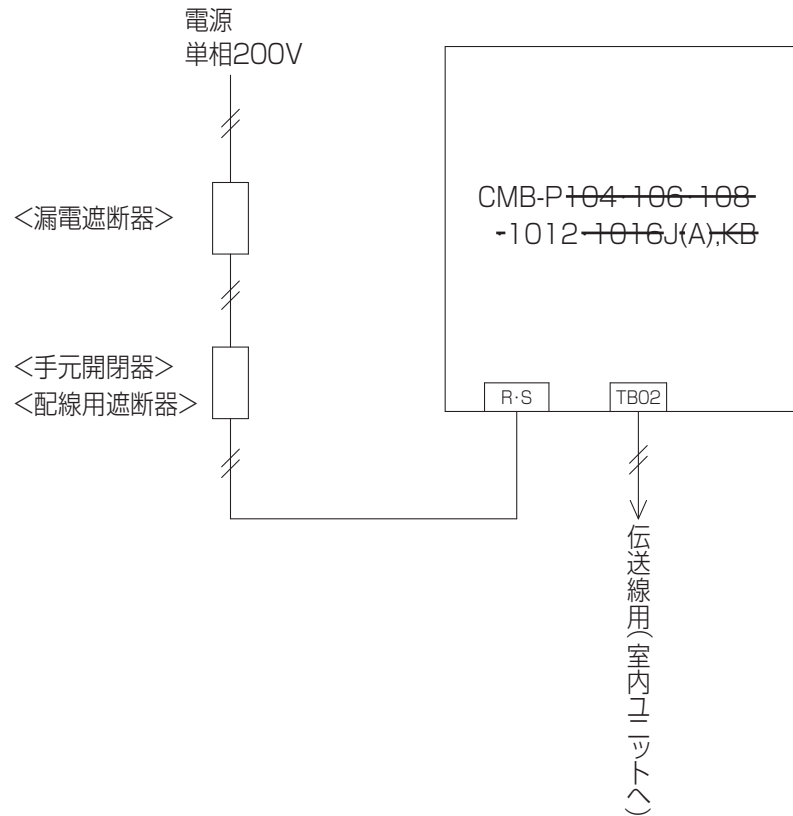 電源
単相200V
<漏電遮断器>
<手元開閉器>
<配線用遮断器>
CMB-P104·106·108
·1012·1016J(A),KB
R·S
TB02
伝送線用(室内ユニットへ)